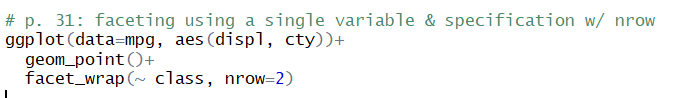 # p. 31: faceting using a single variable & specification w/ nrow
ggplot(data=mpg, aes(displ, cty))+
  geom_point()+
  facet_wrap(~ class, nrow=2)